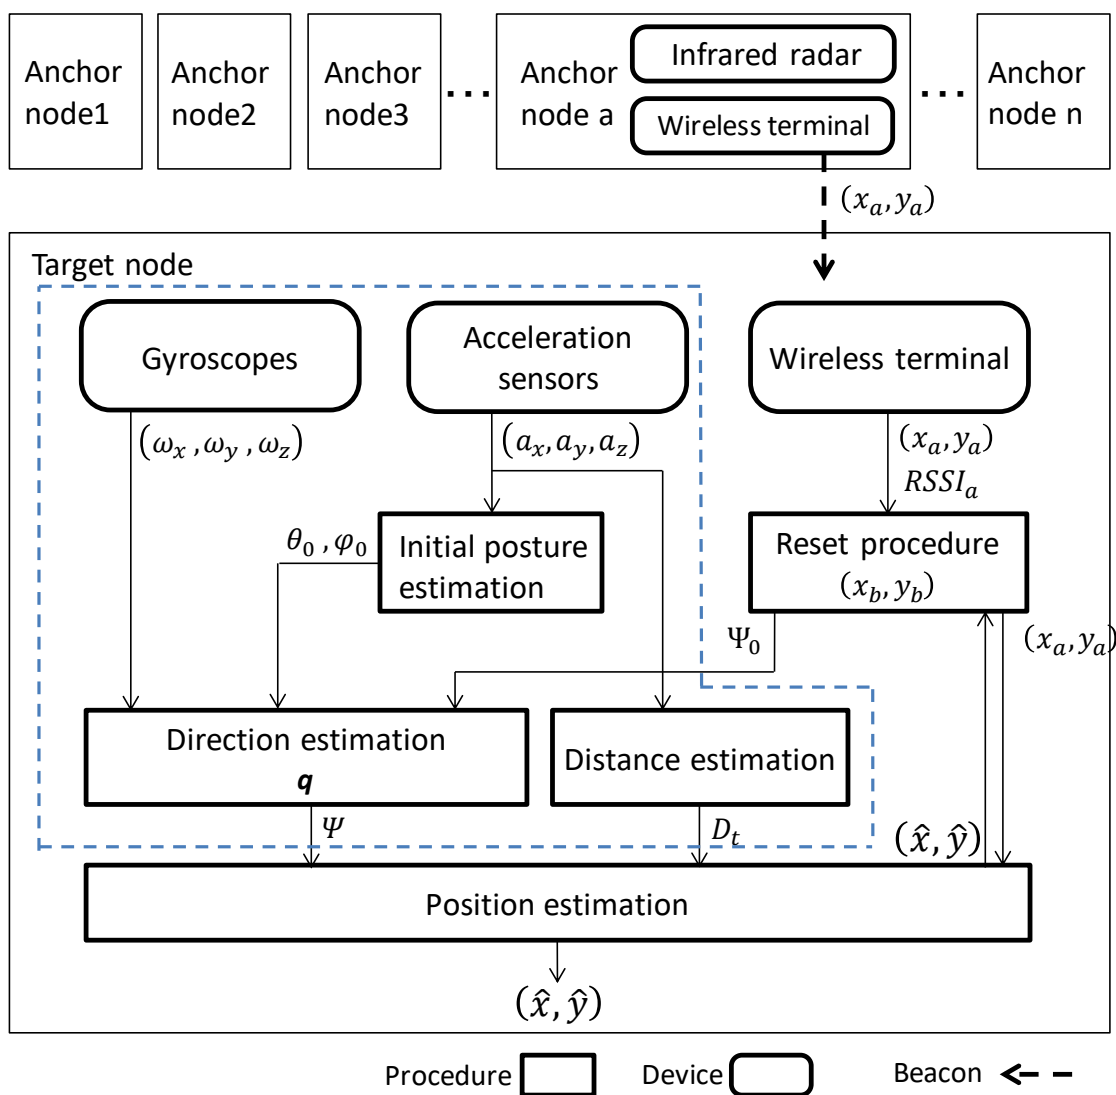 Anchor
node1
Anchor
node2
Anchor
node3
...
Anchor
node a
Infrared radar
Wireless terminal
...
Anchor
node n
(x_a, y_a)
Target node
Gyroscopes
Acceleration
sensors
Wireless terminal
(ω_x , ω_y , ω_z)
(a_x, a_y, a_z)
(x_a, y_a)
RSSI_a
θ_0 , φ_0
Initial posture
estimation
Reset procedure
(x_b, y_b)
Ψ_0
(x_a, y_a)
Direction estimation
q
Distance estimation
Ψ
D_t
(x̂, ŷ)
Position estimation
(x̂, ŷ)
Procedure
Device
Beacon